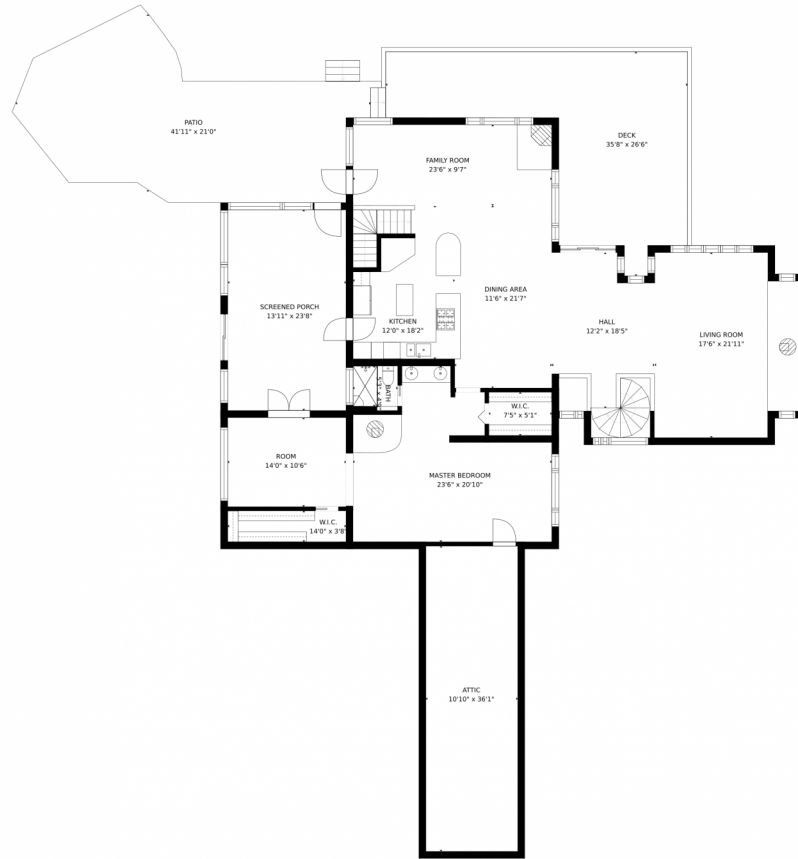 PATIO
41'11" x 21'0"
DECK
35'8" x 26'6"
FAMILY ROOM
23'6" x 9'7"
DINING AREA
11'6" x 21'7"
SCREENED PORCH
13'11" x 23'8"
KITCHEN
12'0" x 18'2"
HALL
12'2" x 18'5"
LIVING ROOM
17'6" x 21'11"
BATH
W.I.C.
7'5" x 5'1"
ROOM
14'0" x 10'6"
MASTER BEDROOM
23'6" x 20'10"
W.I.C.
14'0" x 3'8"
ATTIC
10'10" x 36'1"